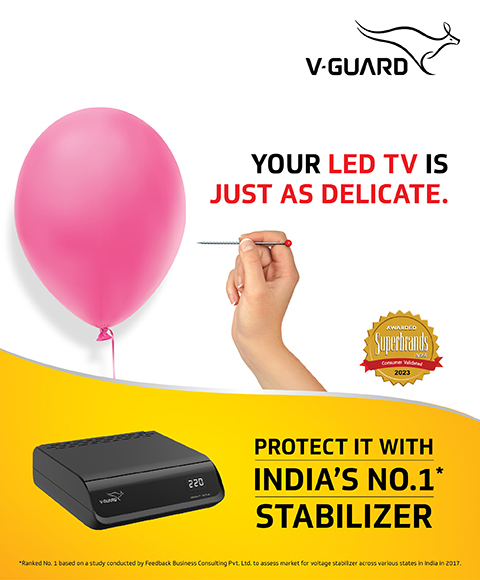 V-GUARD
YOUR LED TV IS
JUST AS DELICATE.
AWARDED
Superbrands
INDIA
Consumer Validated
2023
PROTECT IT WITH
INDIA'S NO.1*
STABILIZER
V-GUARD
220
*Ranked No. 1 based on a study conducted by Feedback Business Consulting Pvt. Ltd. to assess market for voltage stabilizer across various states in India in 2017.